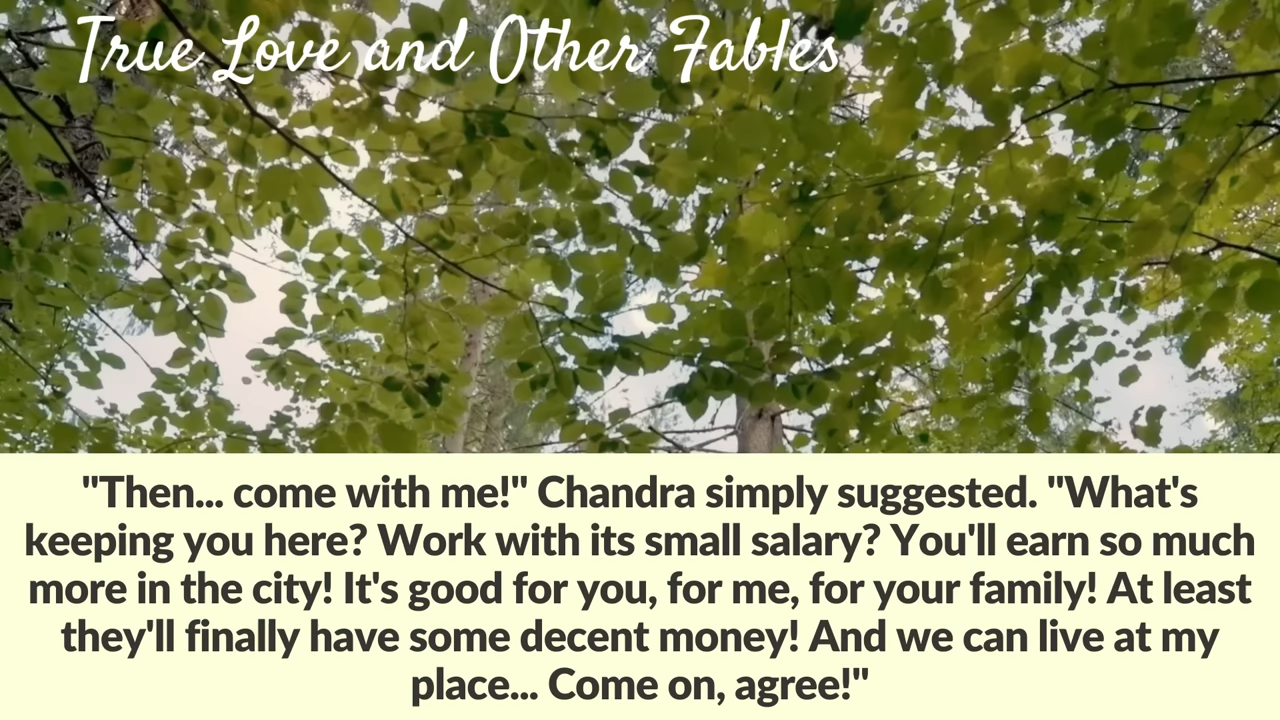 True Love and Other Fables
"Then... come with me!" Chandra simply suggested. "What's
keeping you here? Work with its small salary? You'll earn so much
more in the city! It's good for you, for me, for your family! At least
they'll finally have some decent money! And we can live at my
place... Come on, agree!"